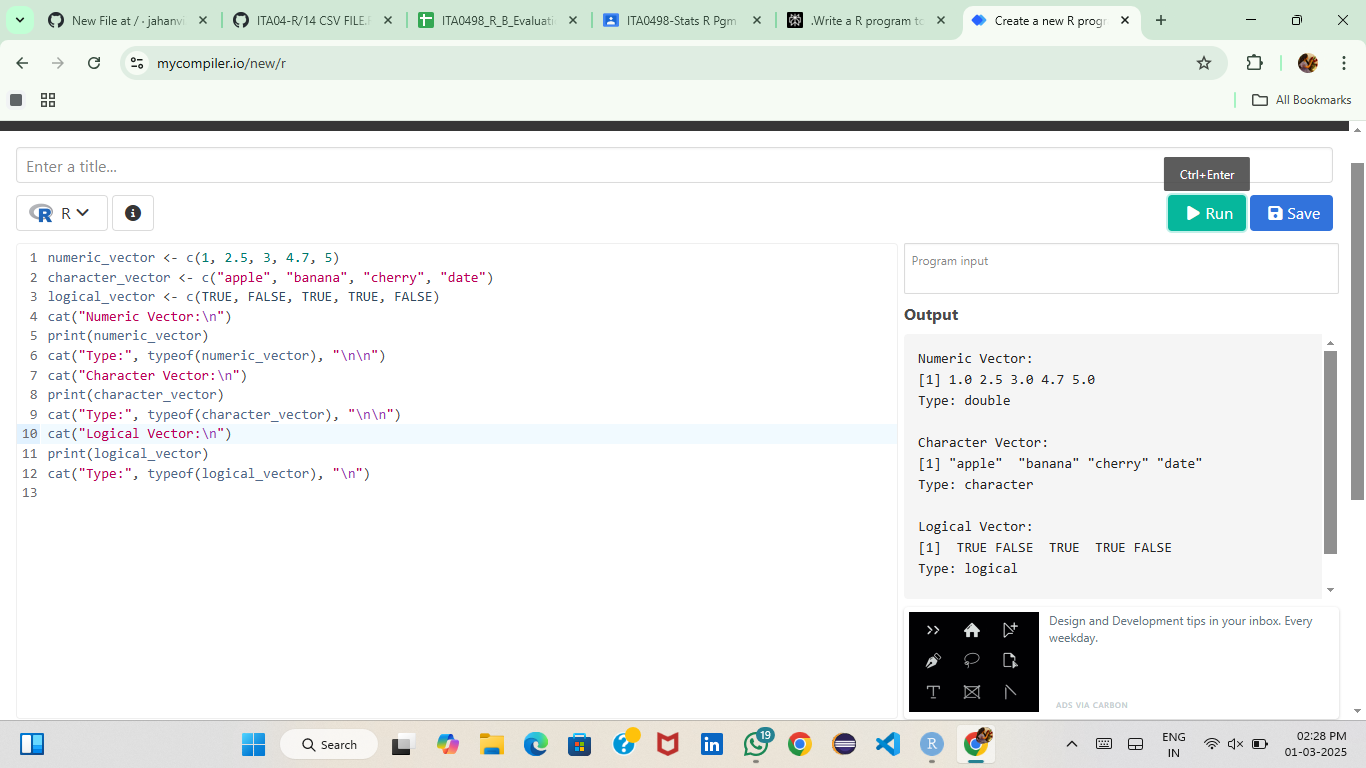 New File at / · jahanvi
ITA04-R/14 CSV FILE.
ITA0498_R_B_Evaluati
ITA0498-Stats R Pgm
.Write a R program to
Create a new R progr
mycompiler.io/new/r
All Bookmarks
Enter a title...
Ctrl+Enter
R
Run
Save
1 numeric_vector <- c(1, 2.5, 3, 4.7, 5)
2 character_vector <- c("apple", "banana", "cherry", "date")
3 logical_vector <- c(TRUE, FALSE, TRUE, TRUE, FALSE)
4 cat("Numeric Vector:\n")
5 print(numeric_vector)
6 cat("Type:", typeof(numeric_vector), "\n\n")
7 cat("Character Vector:\n")
8 print(character_vector)
9 cat("Type:", typeof(character_vector), "\n\n")
10 cat("Logical Vector:\n")
11 print(logical_vector)
12 cat("Type:", typeof(logical_vector), "\n")
13
Program input
Output
Numeric Vector:
[1] 1.0 2.5 3.0 4.7 5.0
Type: double
Character Vector:
[1] "apple"  "banana" "cherry" "date"
Type: character
Logical Vector:
[1]  TRUE FALSE  TRUE  TRUE FALSE
Type: logical
Design and Development tips in your inbox. Every
weekday.
ADS VIA CARBON
Search
19
R
ENG
IN
02:28 PM
01-03-2025